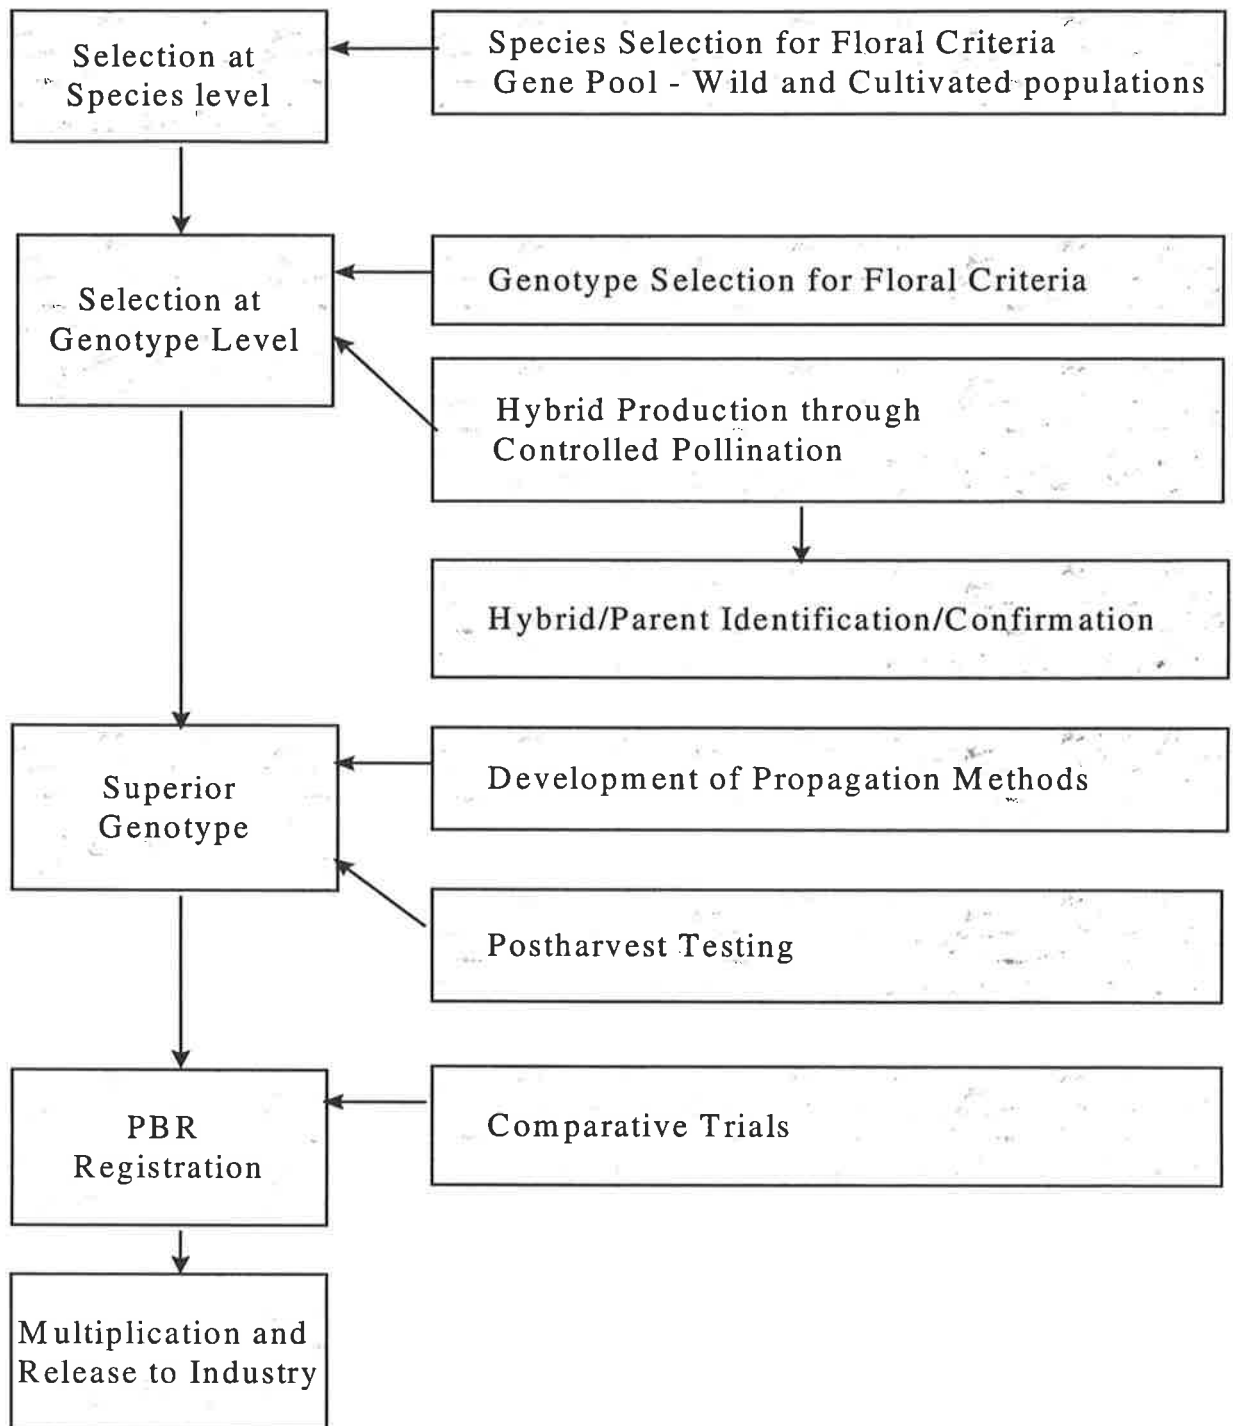 Selection at
Species level
Species Selection for Floral Criteria
Gene Pool - Wild and Cultivated populations
Selection at
Genotype Level
Genotype Selection for Floral Criteria
Hybrid Production through
Controlled Pollination
Hybrid/Parent Identification/Confirmation
Superior
Genotype
Development of Propagation Methods
Postharvest Testing
PBR
Registration
Comparative Trials
Multiplication and
Release to Industry